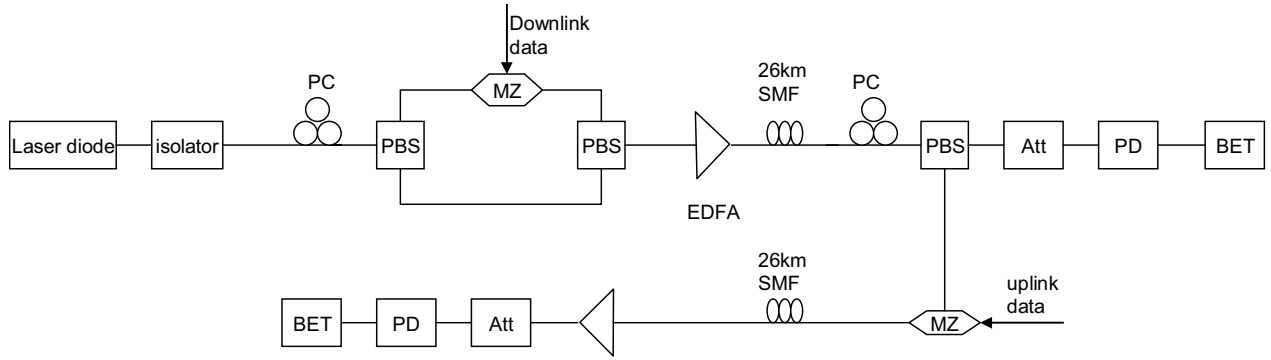 Downlink
data
MZ
PC
26km
SMF
PC
Laser diode
isolator
PBS
PBS
PBS
Att
PD
BET
EDFA
26km
SMF
uplink
data
BET
PD
Att
MZ